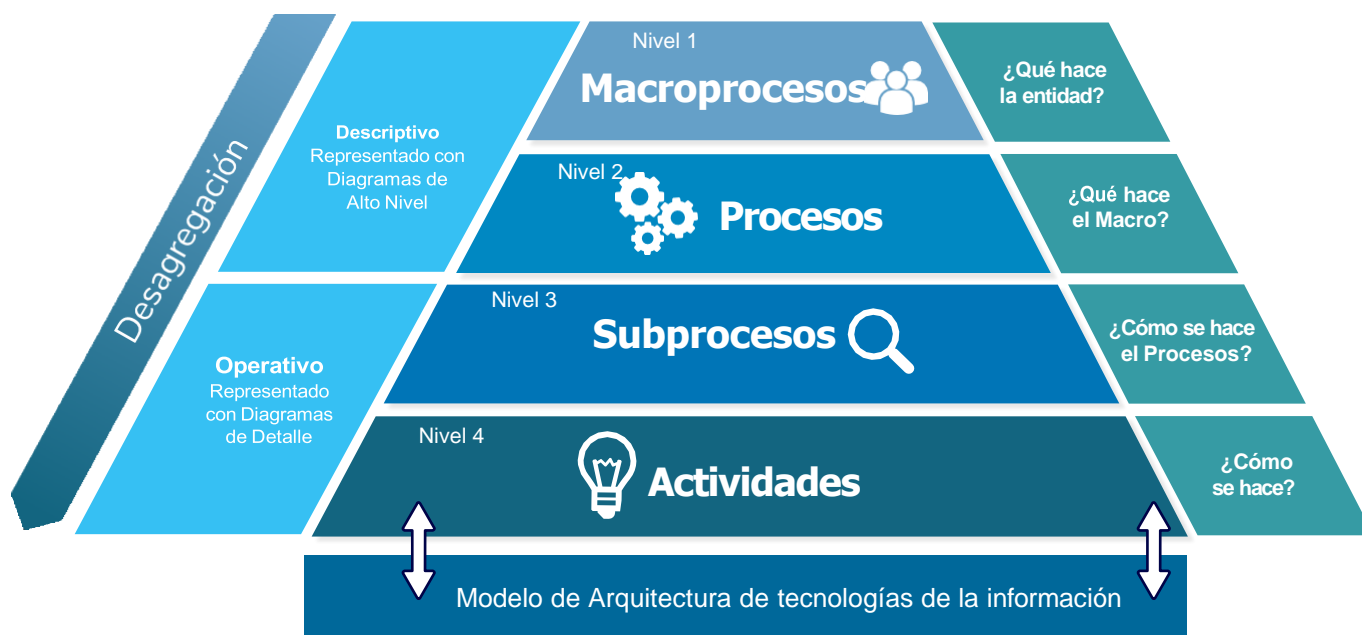 Desagregación
Descriptivo
Representado con
Diagramas de
Alto Nivel
Operativo
Representado
con Diagramas
de Detalle
Nivel 1
Macroprocesos
¿Qué hace
la entidad?
Nivel 2
Procesos
¿Qué hace
el Macro?
Nivel 3
Subprocesos
¿Cómo se hace
el Procesos?
Nivel 4
Actividades
¿Cómo
se hace?
Modelo de Arquitectura de tecnologías de la información